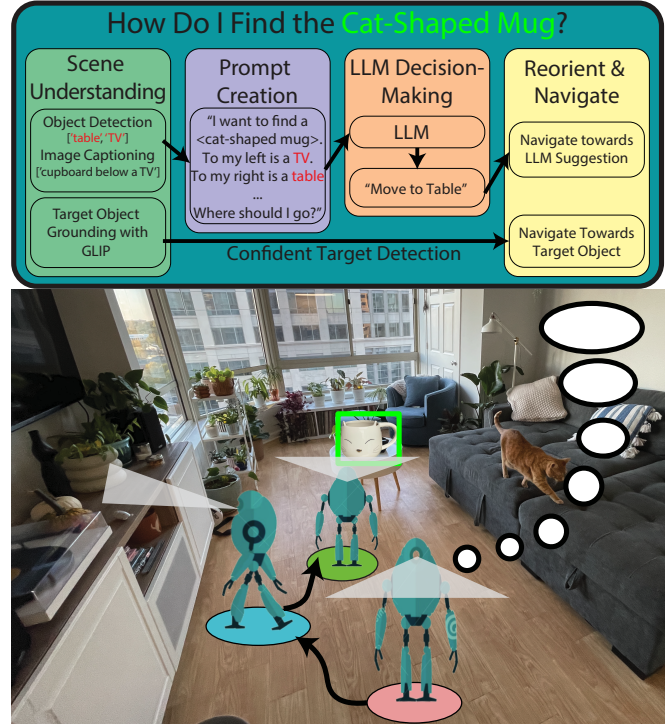 How Do I Find the Cat-Shaped Mug?
Scene
Understanding
Object Detection
['table', 'TV']
Image Captioning
['cupboard below a TV']
Target Object
Grounding with
GLIP
Prompt
Creation
"I want to find a
<cat-shaped mug>.
To my left is a TV.
To my right is a table
...
Where should I go?"
LLM Decision-
Making
LLM
"Move to Table"
Reorient &
Navigate
Navigate towards
LLM Suggestion
Navigate Towards
Target Object
Confident Target Detection